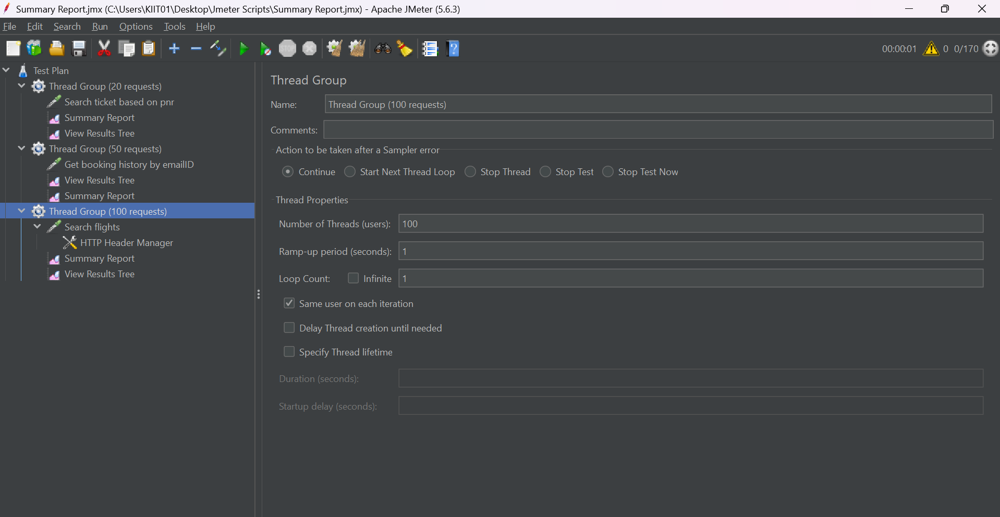 Summary Report.jmx (C:\Users\KIIT01\Desktop\Jmeter Scripts\Summary Report.jmx) - Apache JMeter (5.6.3)
File Edit Search Run Options Tools Help
STOP
?
00:00:01 0 0/170
Test Plan
Thread Group (20 requests)
Search ticket based on pnr
Summary Report
View Results Tree
Thread Group (50 requests)
Get booking history by emailID
View Results Tree
Summary Report
Thread Group (100 requests)
Search flights
HTTP Header Manager
Summary Report
View Results Tree
Thread Group
Name: Thread Group (100 requests)
Comments:
Action to be taken after a Sampler error
Continue Start Next Thread Loop Stop Thread Stop Test Stop Test Now
Thread Properties
Number of Threads (users): 100
Ramp-up period (seconds): 1
Loop Count: Infinite 1
Same user on each iteration
Delay Thread creation until needed
Specify Thread lifetime
Duration (seconds):
Startup delay (seconds):